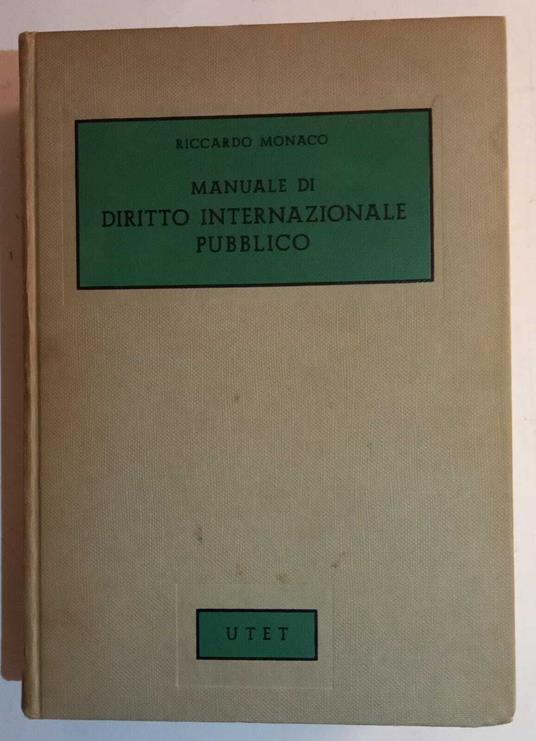 RICCARDO MONACO
MANUALE DI
DIRITTO INTERNAZIONALE
PUBBLICO
UTET